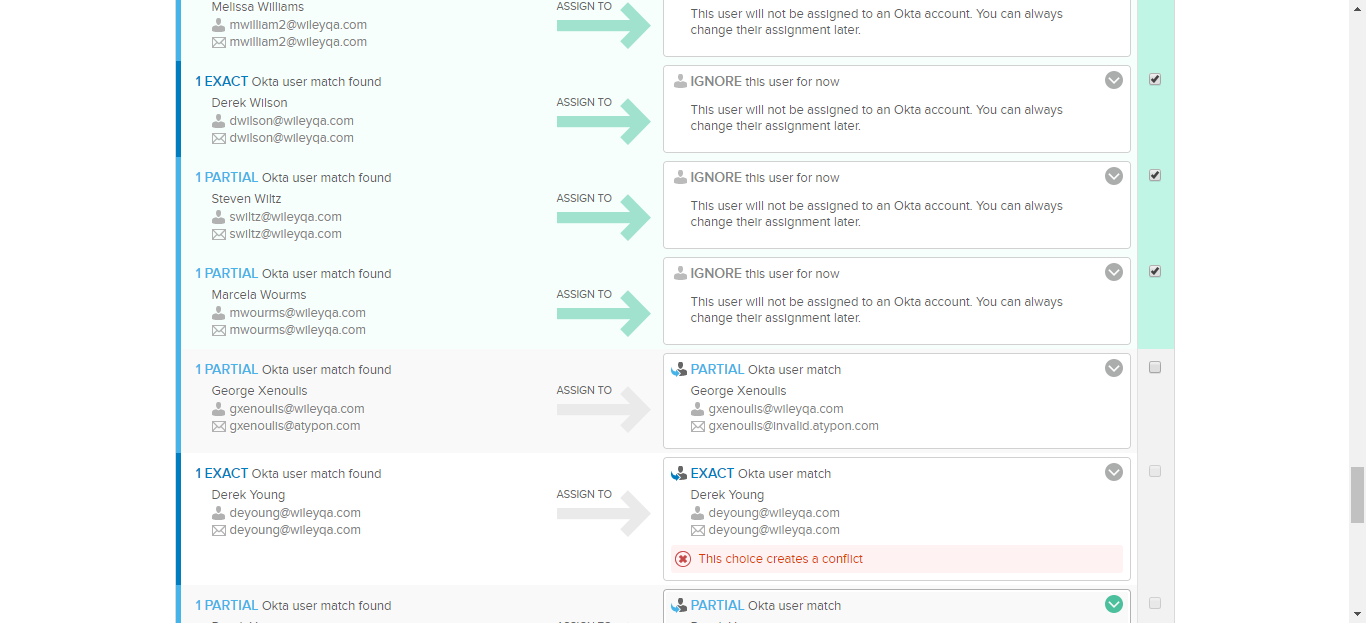 Melissa Williams
mwilliam2@wileyqa.com
mwilliam2@wileyqa.com
ASSIGN TO
This user will not be assigned to an Okta account. You can always
change their assignment later.
1 EXACT Okta user match found
Derek Wilson
dwilson@wileyqa.com
dwilson@wileyqa.com
ASSIGN TO
IGNORE this user for now
This user will not be assigned to an Okta account. You can always
change their assignment later.
1 PARTIAL Okta user match found
Steven Wiltz
swiltz@wileyqa.com
swiltz@wileyqa.com
ASSIGN TO
IGNORE this user for now
This user will not be assigned to an Okta account. You can always
change their assignment later.
1 PARTIAL Okta user match found
Marcela Wourms
mwourms@wileyqa.com
mwourms@wileyqa.com
ASSIGN TO
IGNORE this user for now
This user will not be assigned to an Okta account. You can always
change their assignment later.
1 PARTIAL Okta user match found
George Xenoulis
gxenoulis@wileyqa.com
gxenoulis@atypon.com
ASSIGN TO
PARTIAL Okta user match
George Xenoulis
gxenoulis@wileyqa.com
gxenoulis@invalid.atypon.com
1 EXACT Okta user match found
Derek Young
deyoung@wileyqa.com
deyoung@wileyqa.com
ASSIGN TO
EXACT Okta user match
Derek Young
deyoung@wileyqa.com
deyoung@wileyqa.com
This choice creates a conflict
1 PARTIAL Okta user match found
PARTIAL Okta user match